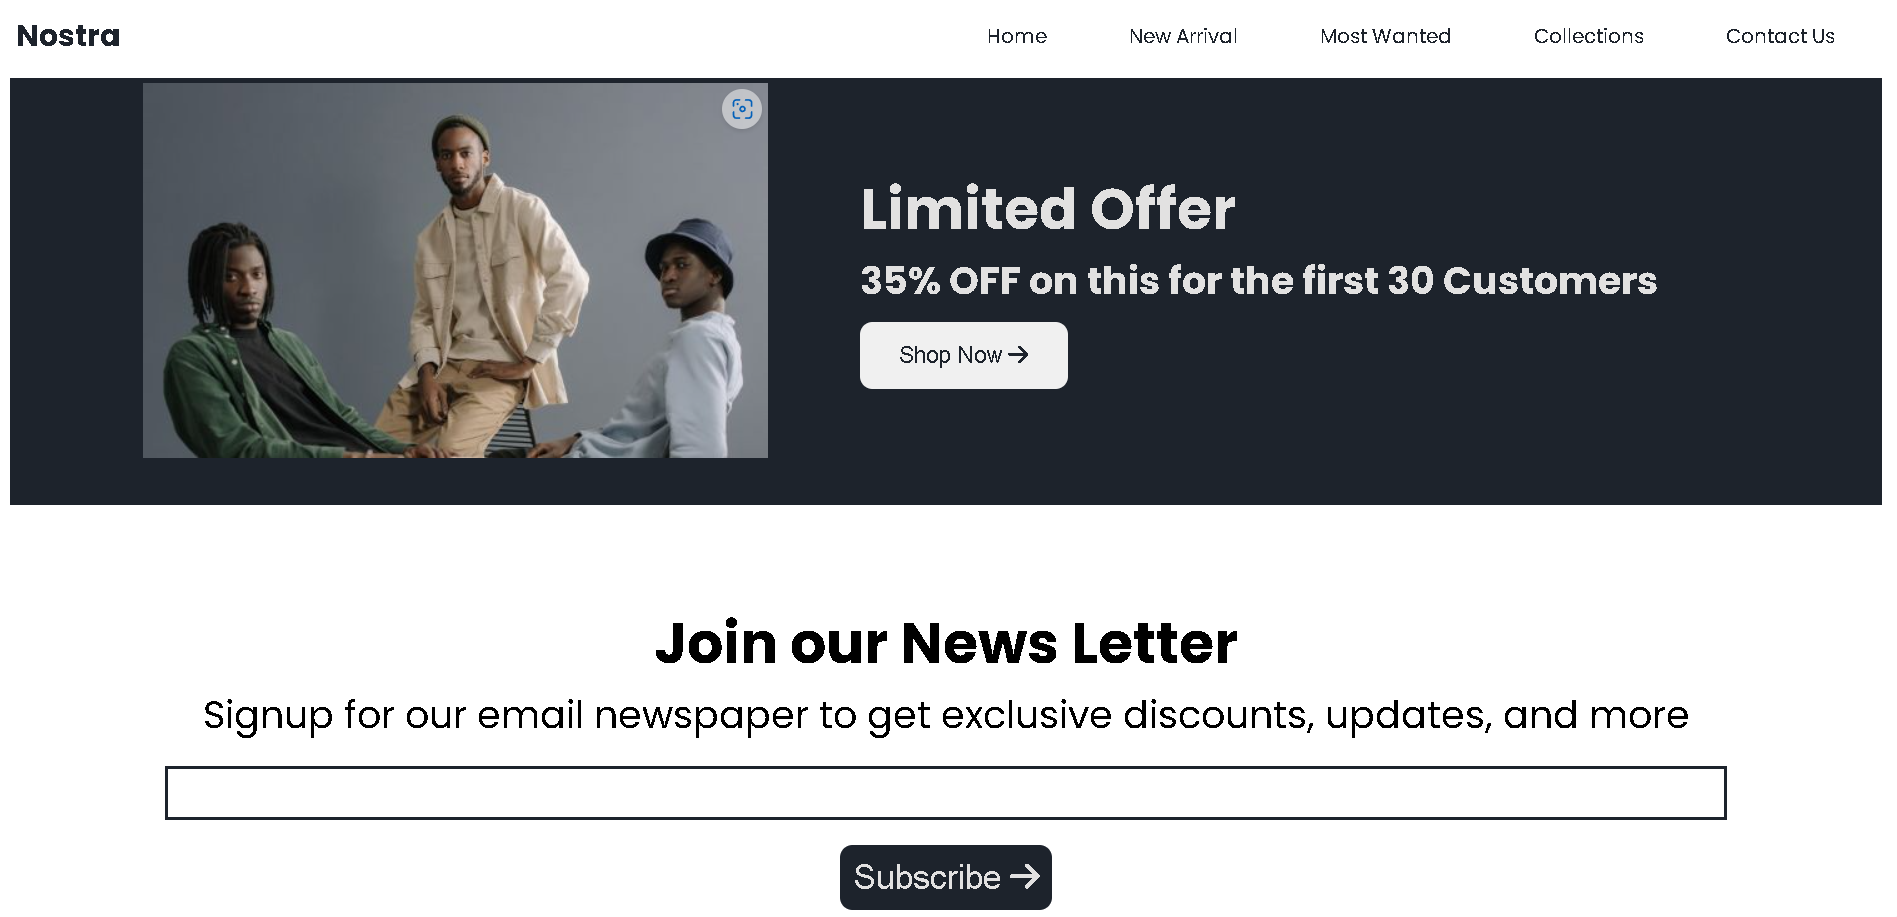 Nostra
Home New Arrival Most Wanted Collections Contact Us
Limited Offer
35% OFF on this for the first 30 Customers
Shop Now →
Join our News Letter
Signup for our email newspaper to get exclusive discounts, updates, and more
Subscribe →